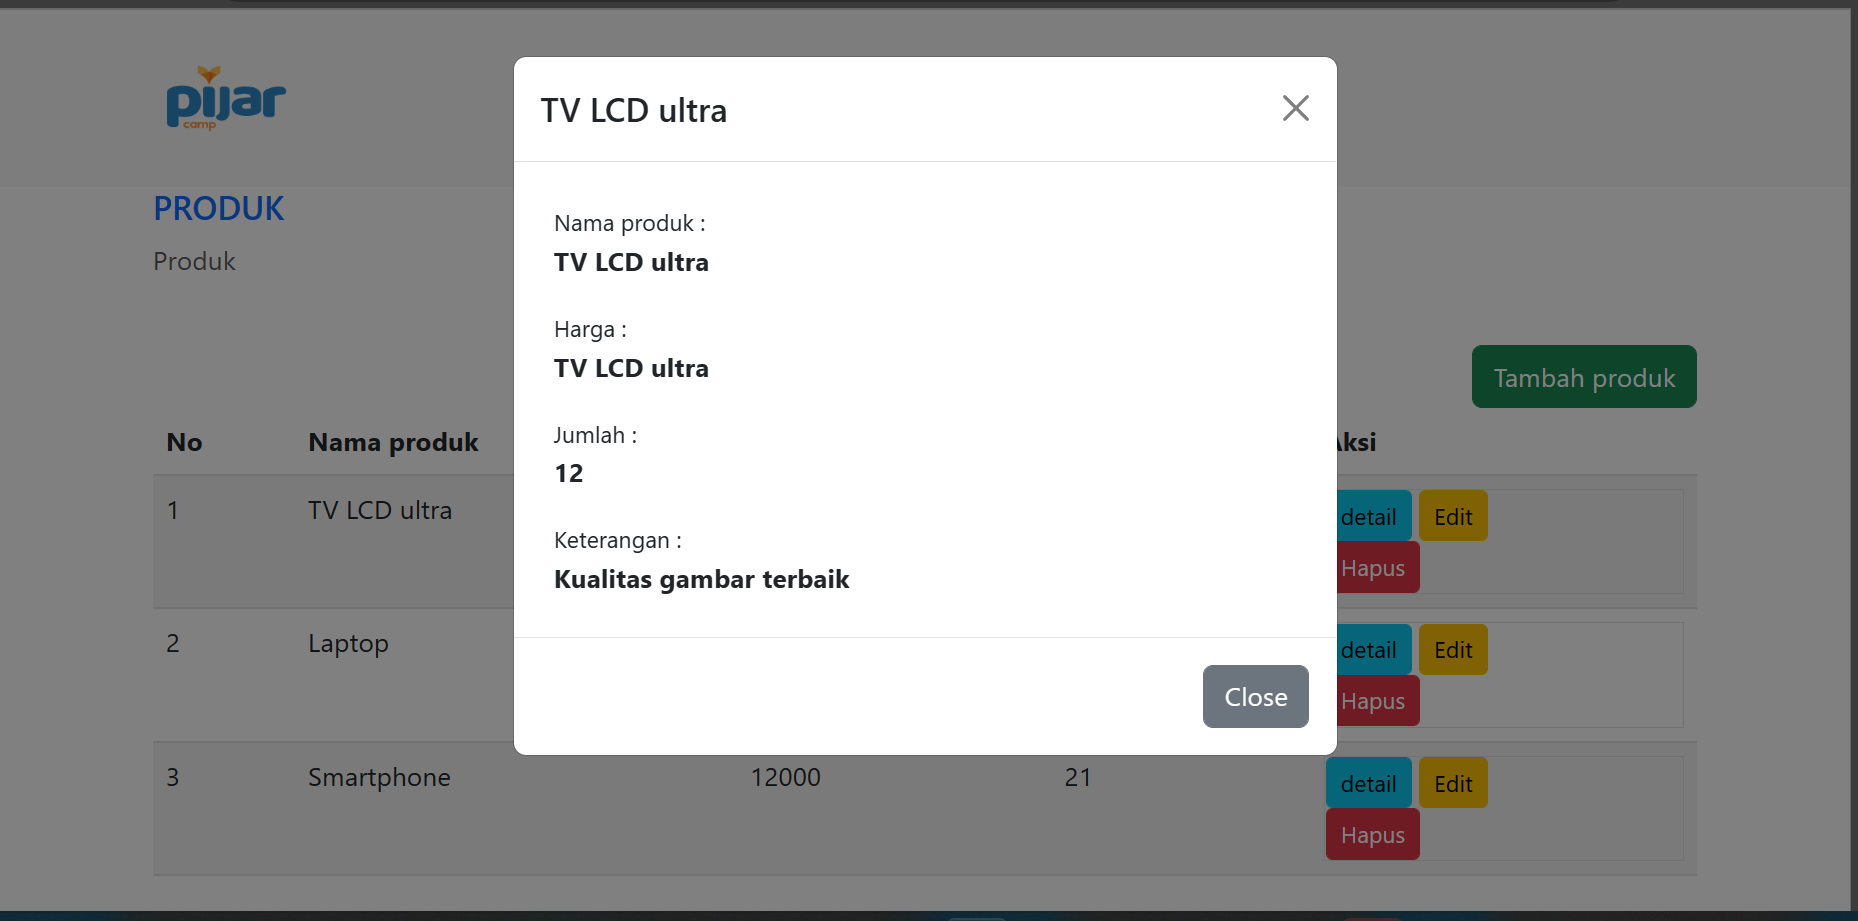 pijar
camp
PRODUK
Produk
Tambah produk
No Nama produk Aksi
1 TV LCD ultra detail Edit
Hapus
2 Laptop detail Edit
Hapus
3 Smartphone 12000 21 detail Edit
Hapus
TV LCD ultra
Nama produk :
TV LCD ultra
Harga :
TV LCD ultra
Jumlah :
12
Keterangan :
Kualitas gambar terbaik
Close